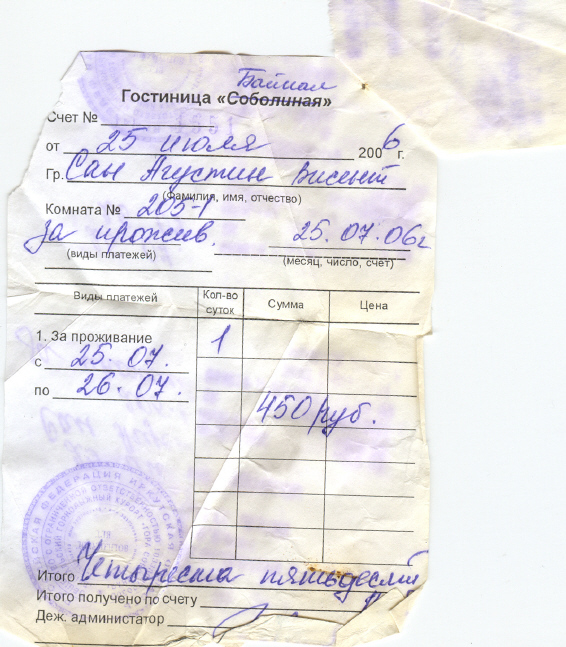 Байкал
Гостиница «Соболиная»
Счет №
от 25 июля 2006 г.
Гр. Сан Агустин Висент
(Фамилия, имя, отчество)
Комната № 205-1
за прожив. 25.07.06г
(виды платежей) (месяц, число, счет)
Виды платежей Кол-во суток Сумма Цена
1. За проживание 1
с 25.07.
по 26.07.
450 руб.
Итого Четыреста пятьдесят
Итого получено по счету
Деж. администратор